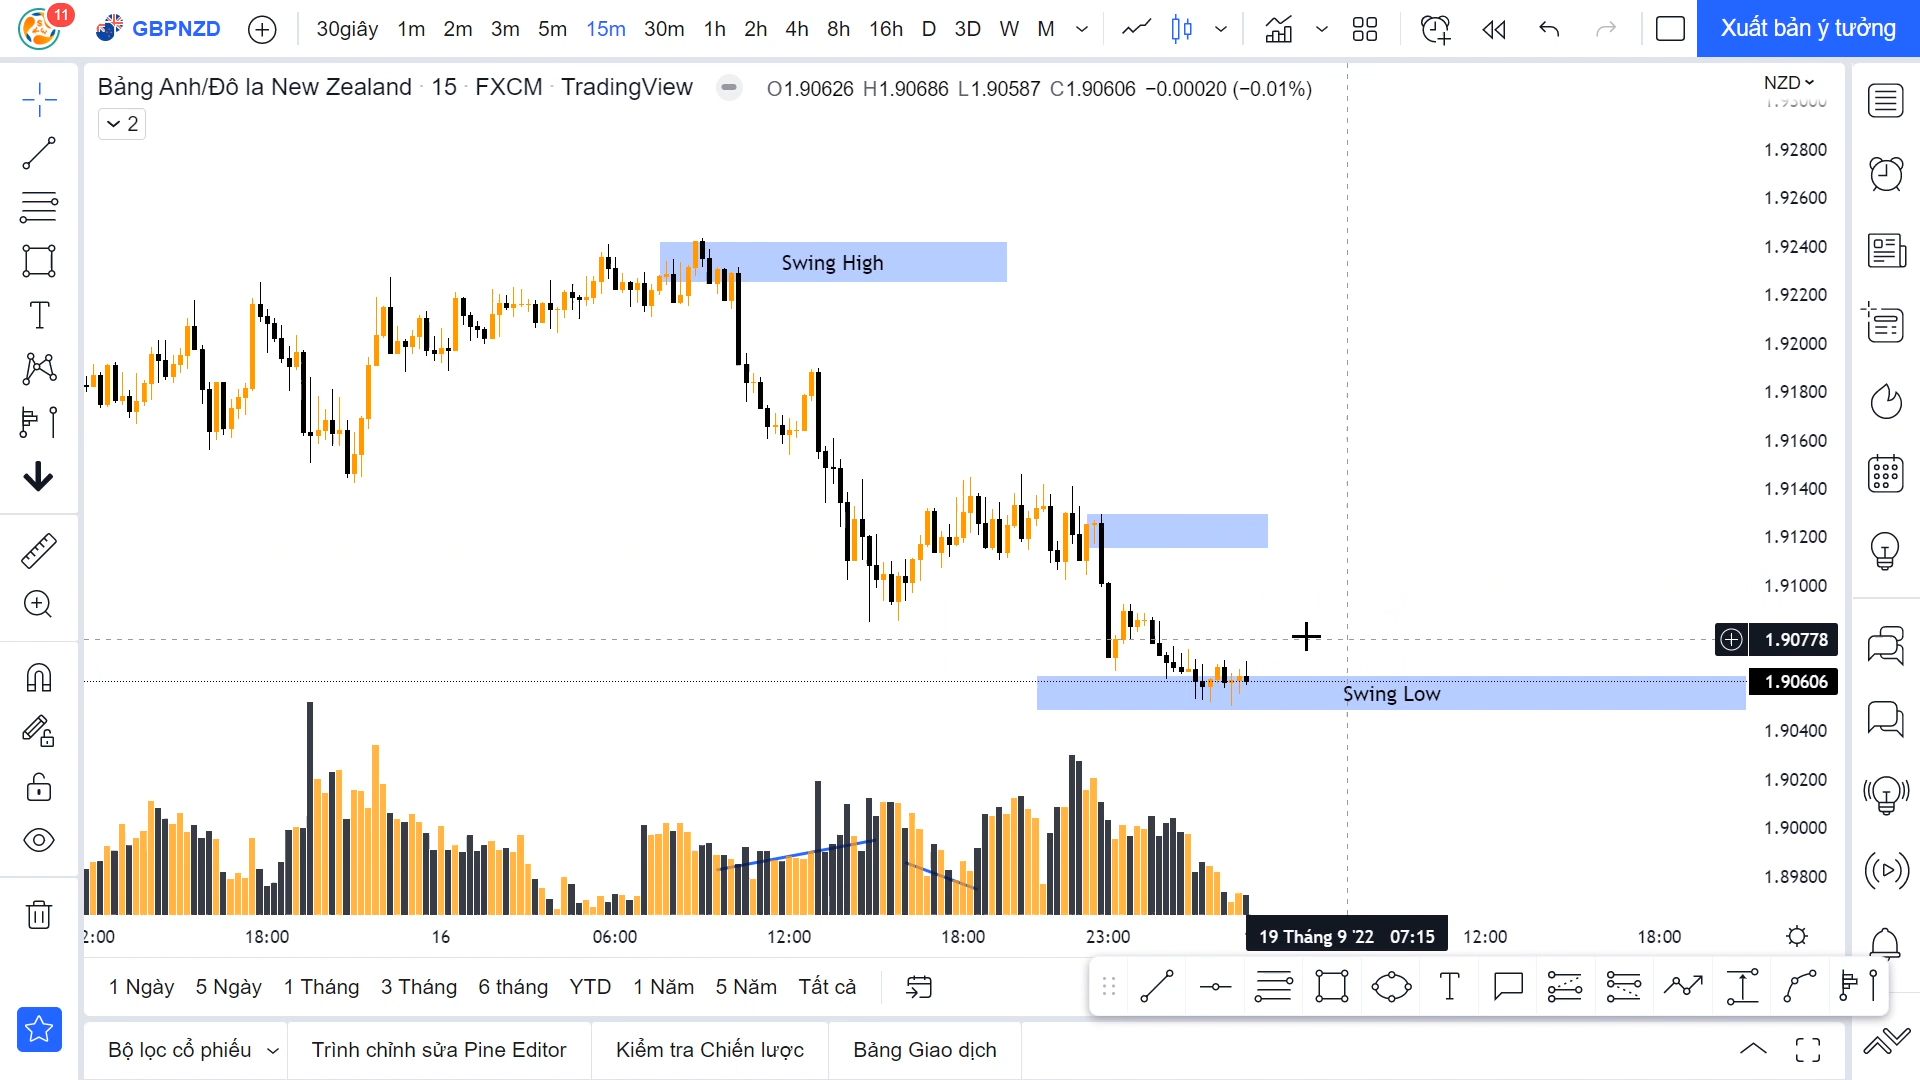 11
GBPNZD
30giây 1m 2m 3m 5m 15m 30m 1h 2h 4h 8h 16h D 3D W M
Xuất bản ý tưởng
Bảng Anh/Đô la New Zealand · 15 · FXCM · TradingView
O1.90626 H1.90686 L1.90587 C1.90606 −0.00020 (−0.01%)
NZD
2
1.93000
1.92800
1.92600
1.92400
Swing High
1.92200
1.92000
1.91800
1.91600
1.91400
1.91200
1.91000
1.90778
1.90606
Swing Low
1.90400
1.90200
1.90000
1.89800
2:00 18:00 16 06:00 12:00 18:00 23:00 19 Tháng 9 '22 07:15 12:00 18:00
1 Ngày 5 Ngày 1 Tháng 3 Tháng 6 tháng YTD 1 Năm 5 Năm Tất cả
Bộ lọc cổ phiếu Trình chỉnh sửa Pine Editor Kiểm tra Chiến lược Bảng Giao dịch